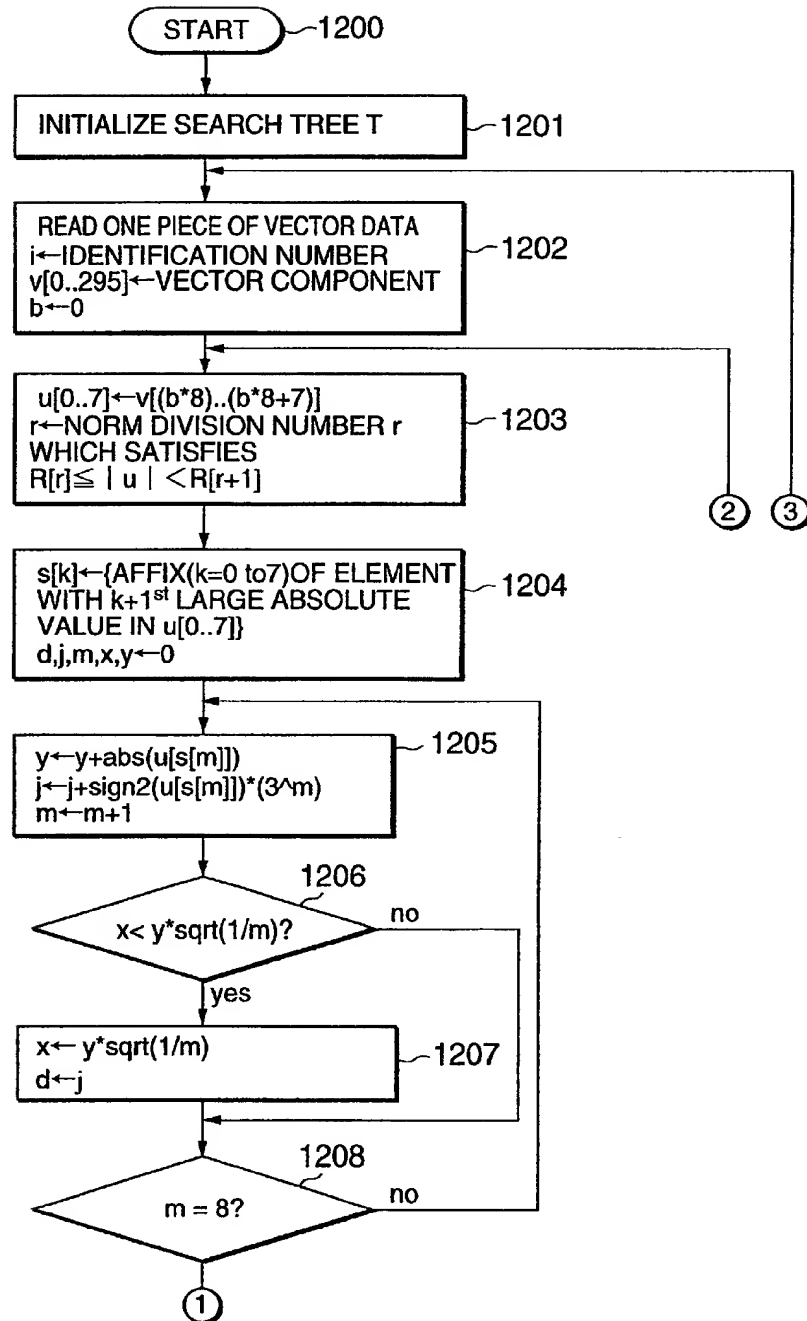 START
1200
INITIALIZE SEARCH TREE T
1201
READ ONE PIECE OF VECTOR DATA
i←IDENTIFICATION NUMBER
v[0..295]←VECTOR COMPONENT
b←0
1202
u[0..7]←v[(b*8)..(b*8+7)]
r←NORM DIVISION NUMBER r
WHICH SATISFIES
R[r]≦ | u | <R[r+1]
1203
2
3
s[k]←{AFFIX(k=0 to7)OF ELEMENT
WITH k+1st LARGE ABSOLUTE
VALUE IN u[0..7]}
d,j,m,x,y←0
1204
y←y+abs(u[s[m]])
j←j+sign2(u[s[m]])*(3^m)
m←m+1
1205
1206
x< y*sqrt(1/m)?
no
yes
x← y*sqrt(1/m)
d←j
1207
1208
m = 8?
no
1